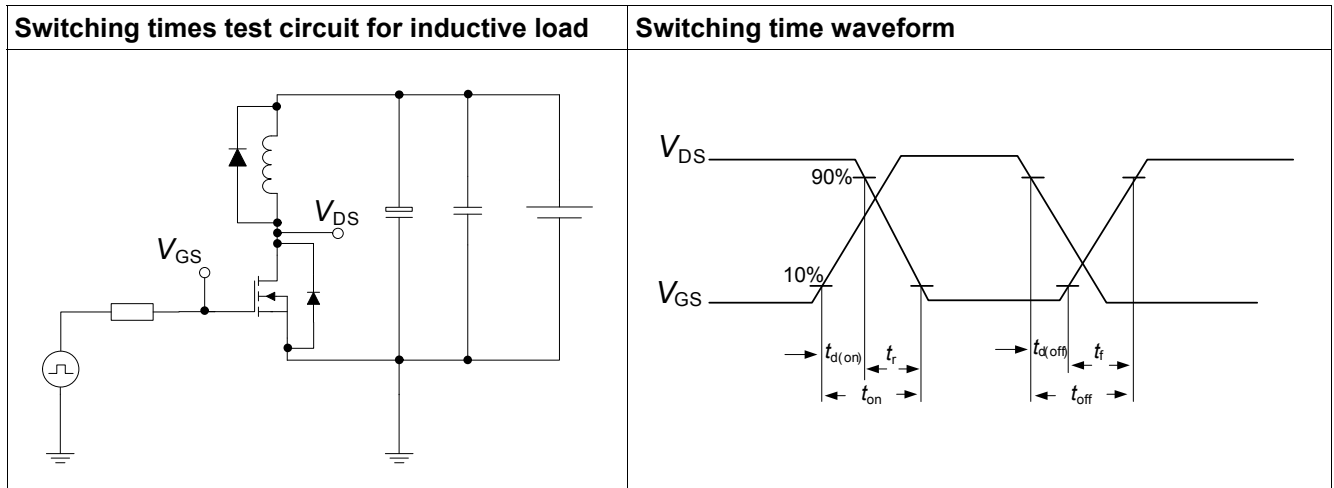 Switching times test circuit for inductive load
Switching time waveform
VDS
VGS
VDS
90%
10%
VGS
td(on)
tr
ton
td(off)
tf
toff